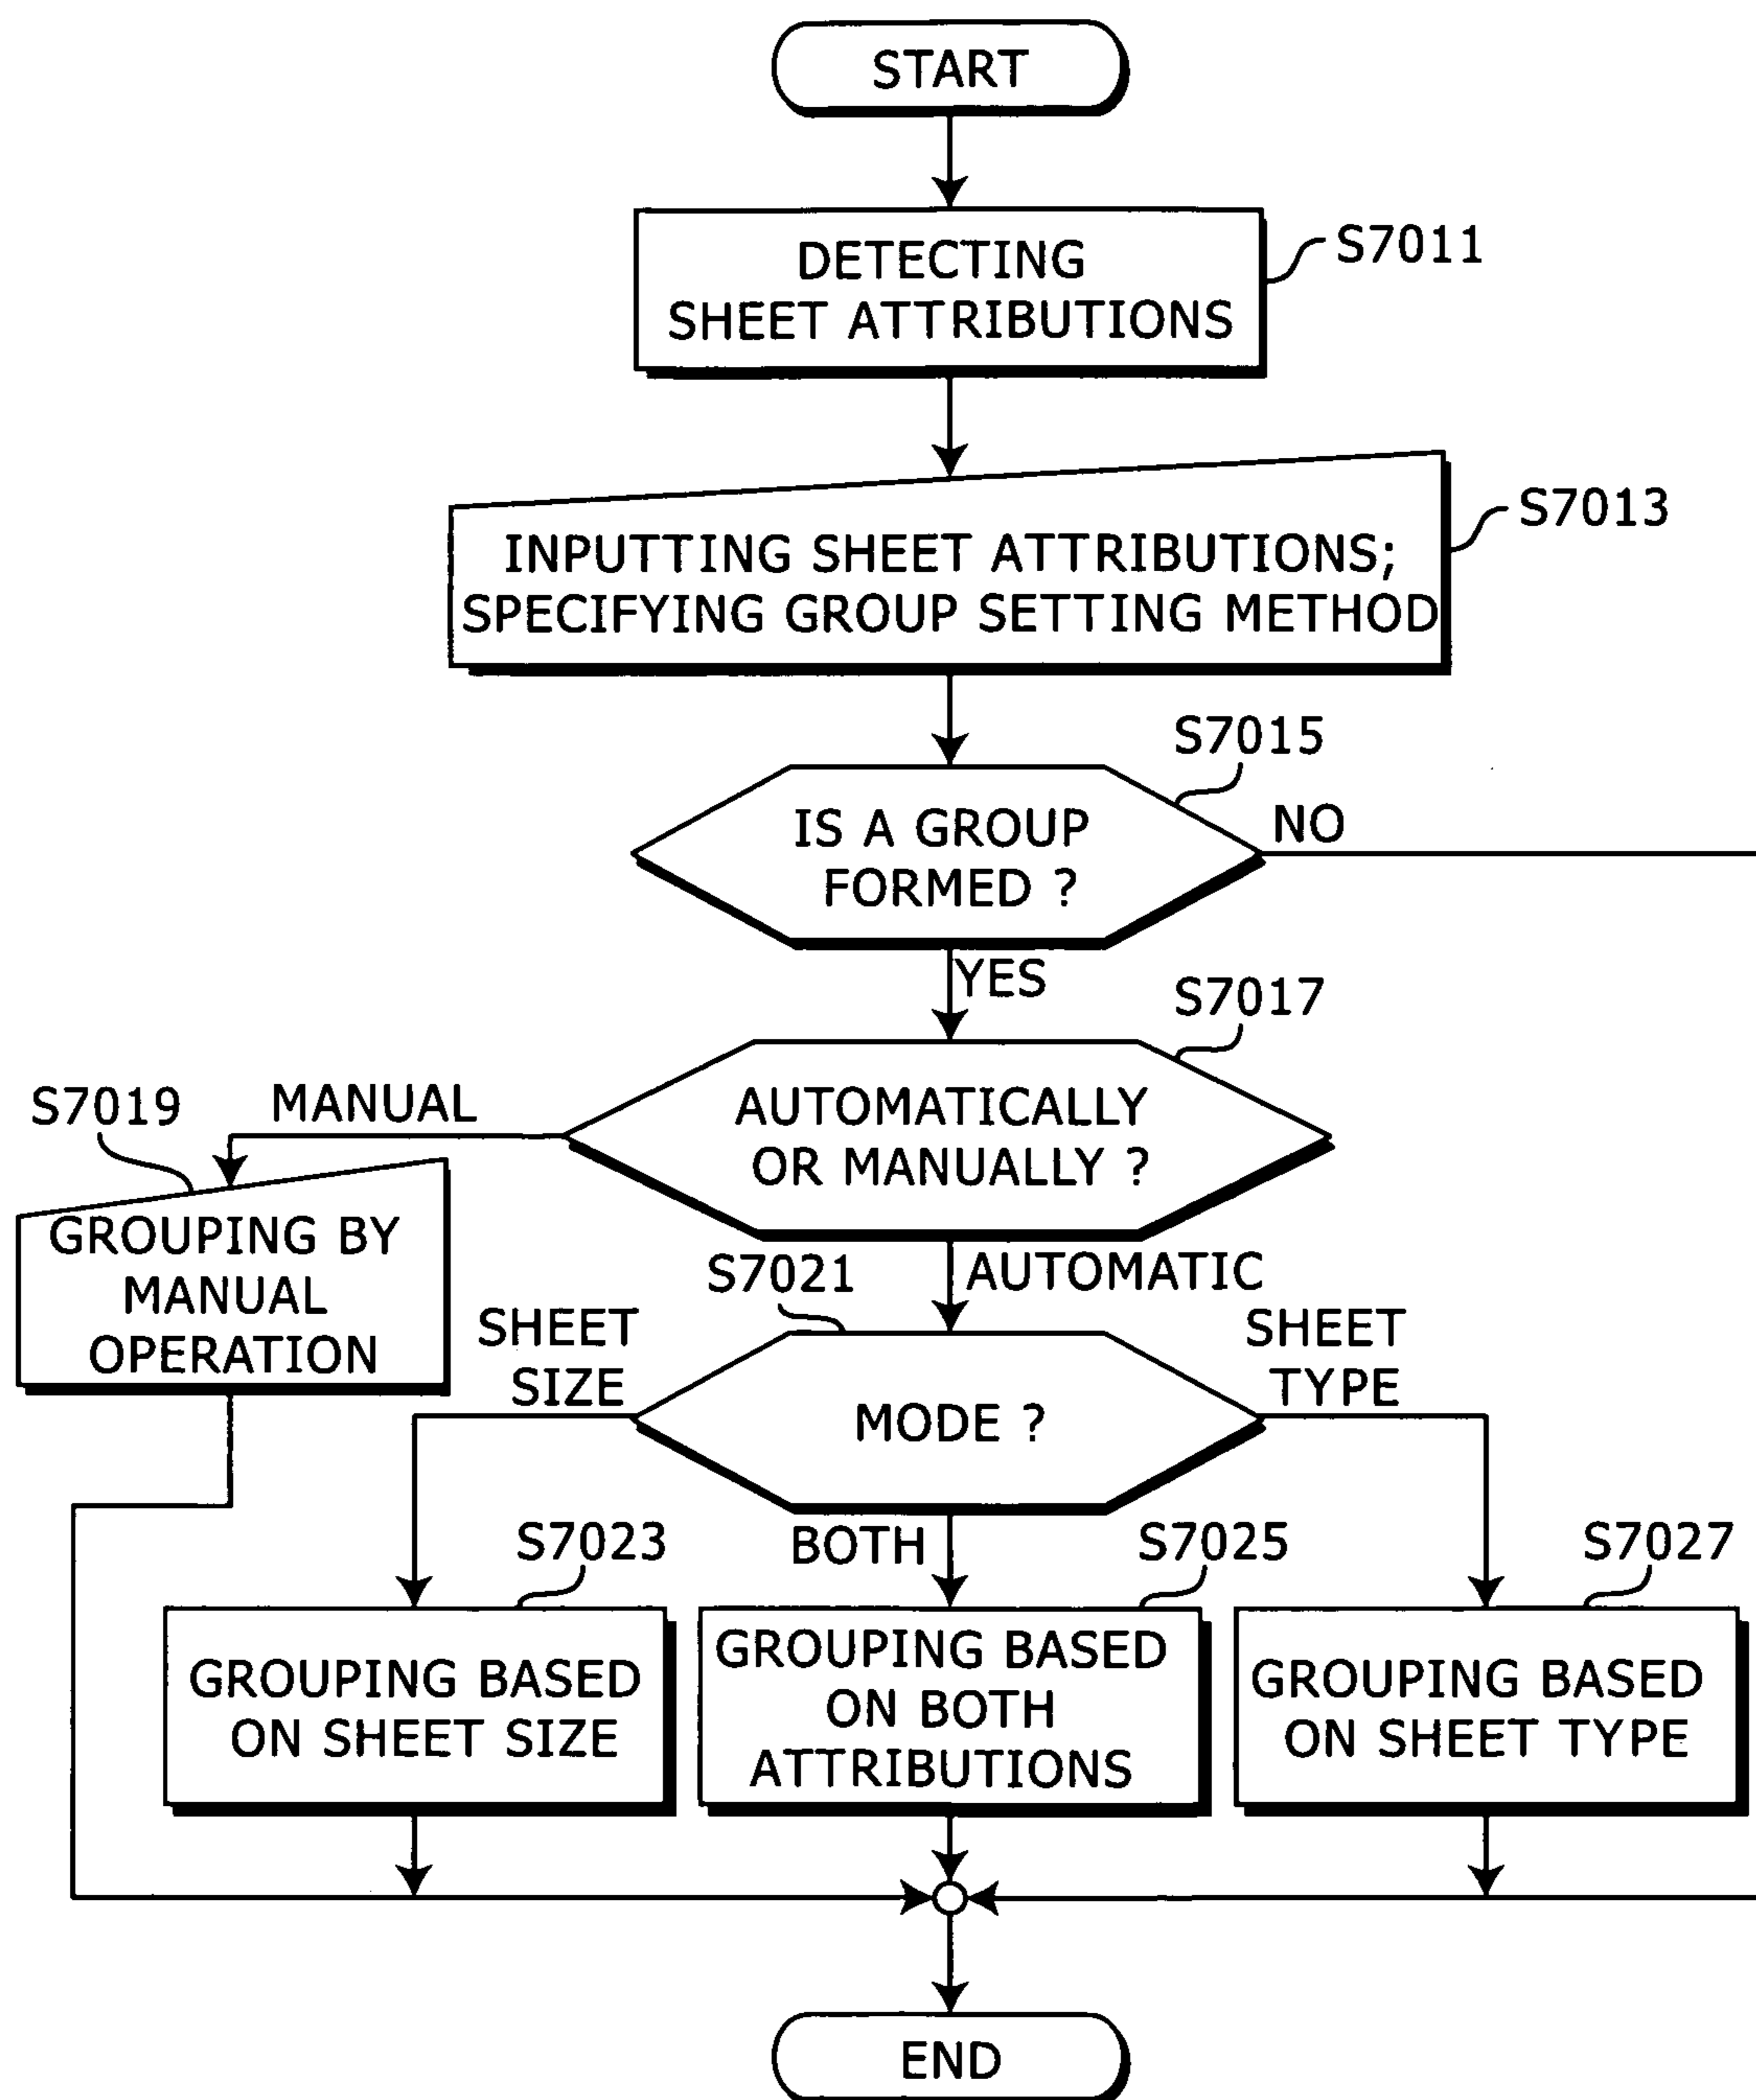 START
DETECTING
SHEET ATTRIBUTIONS
S7011
INPUTTING SHEET ATTRIBUTIONS;
SPECIFYING GROUP SETTING METHOD
S7013
S7015
IS A GROUP
FORMED ?
NO
YES
S7017
AUTOMATICALLY
OR MANUALLY ?
MANUAL
S7019
GROUPING BY
MANUAL
OPERATION
AUTOMATIC
S7021
MODE ?
SHEET
SIZE
SHEET
TYPE
BOTH
S7023
GROUPING BASED
ON SHEET SIZE
S7025
GROUPING BASED
ON BOTH
ATTRIBUTIONS
S7027
GROUPING BASED
ON SHEET TYPE
END